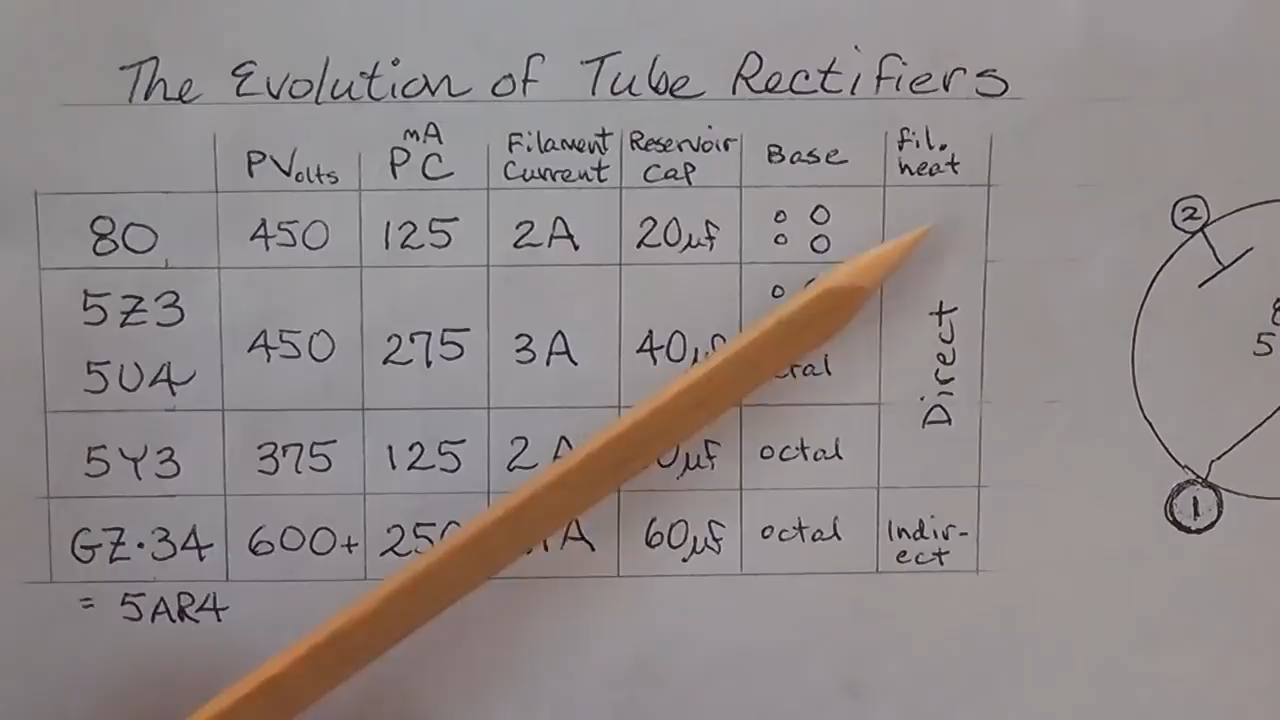 The Evolution of Tube Rectifiers
PVolts mA PC Filament Current Reservoir Cap Base fil. heat
80 450 125 2A 20µf
5Z3
5U4 450 275 3A
Direct
5Y3 375 125 octal
GZ·34 600+ 60µf octal Indir-
ect
= 5AR4
2
1
5